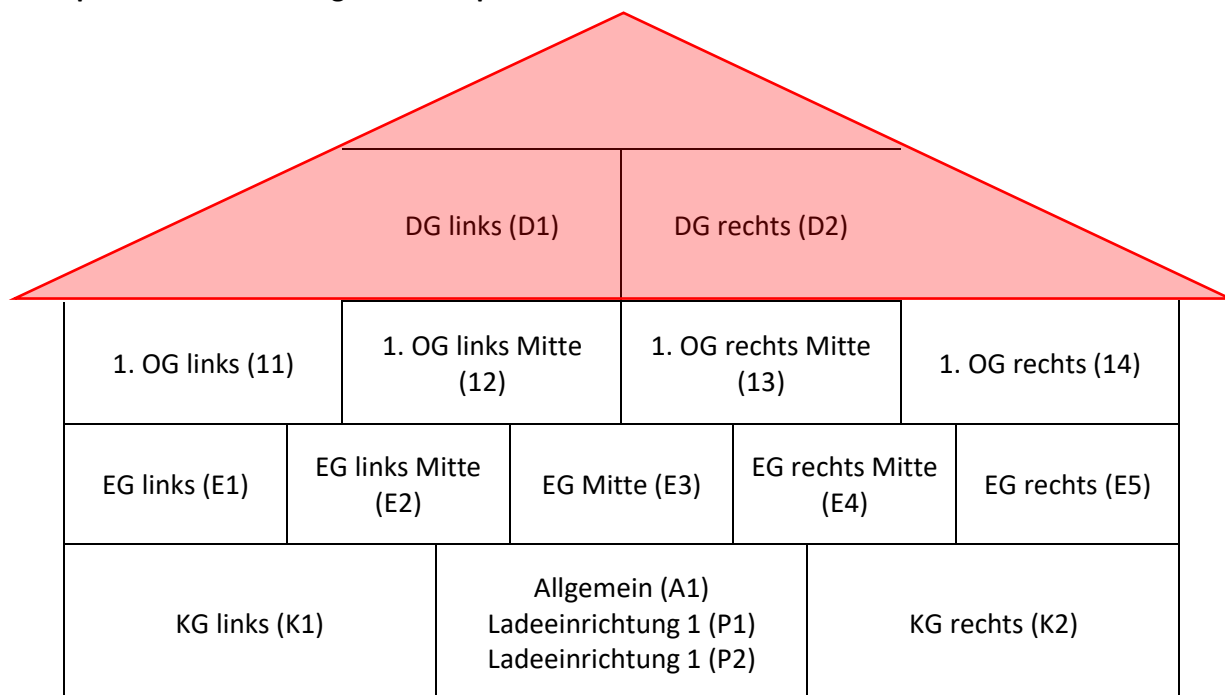 DG links (D1)
DG rechts (D2)
1. OG links (11)
1. OG links Mitte
(12)
1. OG rechts Mitte
(13)
1. OG rechts (14)
EG links (E1)
EG links Mitte
(E2)
EG Mitte (E3)
EG rechts Mitte
(E4)
EG rechts (E5)
KG links (K1)
Allgemein (A1)
Ladeeinrichtung 1 (P1)
Ladeeinrichtung 1 (P2)
KG rechts (K2)